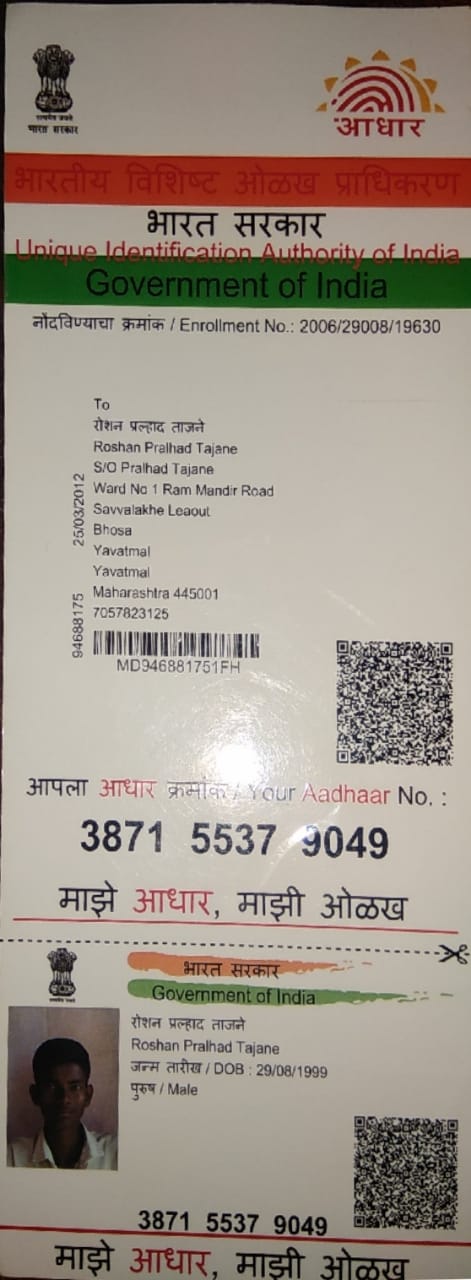 सत्यमेव जयते
भारत सरकार
आधार
भारतीय विशिष्ट ओळख प्राधिकरण
भारत सरकार
Unique Identification Authority of India
Government of India
नोंदविण्याचा क्रमांक / Enrollment No.: 2006/29008/19630
To
रोशन प्रल्हाद ताजने
Roshan Pralhad Tajane
S/O Pralhad Tajane
Ward No 1 Ram Mandir Road
Savvalakhe Leaout
Bhosa
Yavatmal
Yavatmal
Maharashtra 445001
7057823125
25/03/2012
94688175
MD946881751FH
आपला आधार क्रमांक / Your Aadhaar No. :
3871 5537 9049
माझे आधार, माझी ओळख
भारत सरकार
Government of India
रोशन प्रल्हाद ताजने
Roshan Pralhad Tajane
जन्म तारीख / DOB : 29/08/1999
पुरुष / Male
3871 5537 9049
माझे आधार, माझी ओळख